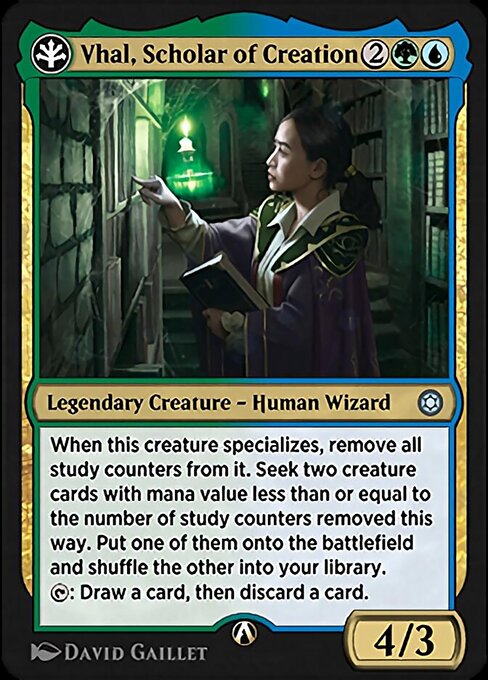 Vhal, Scholar of Creation 2
Legendary Creature – Human Wizard
When this creature specializes, remove all
study counters from it. Seek two creature
cards with mana value less than or equal to
the number of study counters removed this
way. Put one of them onto the battlefield
and shuffle the other into your library.
: Draw a card, then discard a card.
4/3
DAVID GAILLET